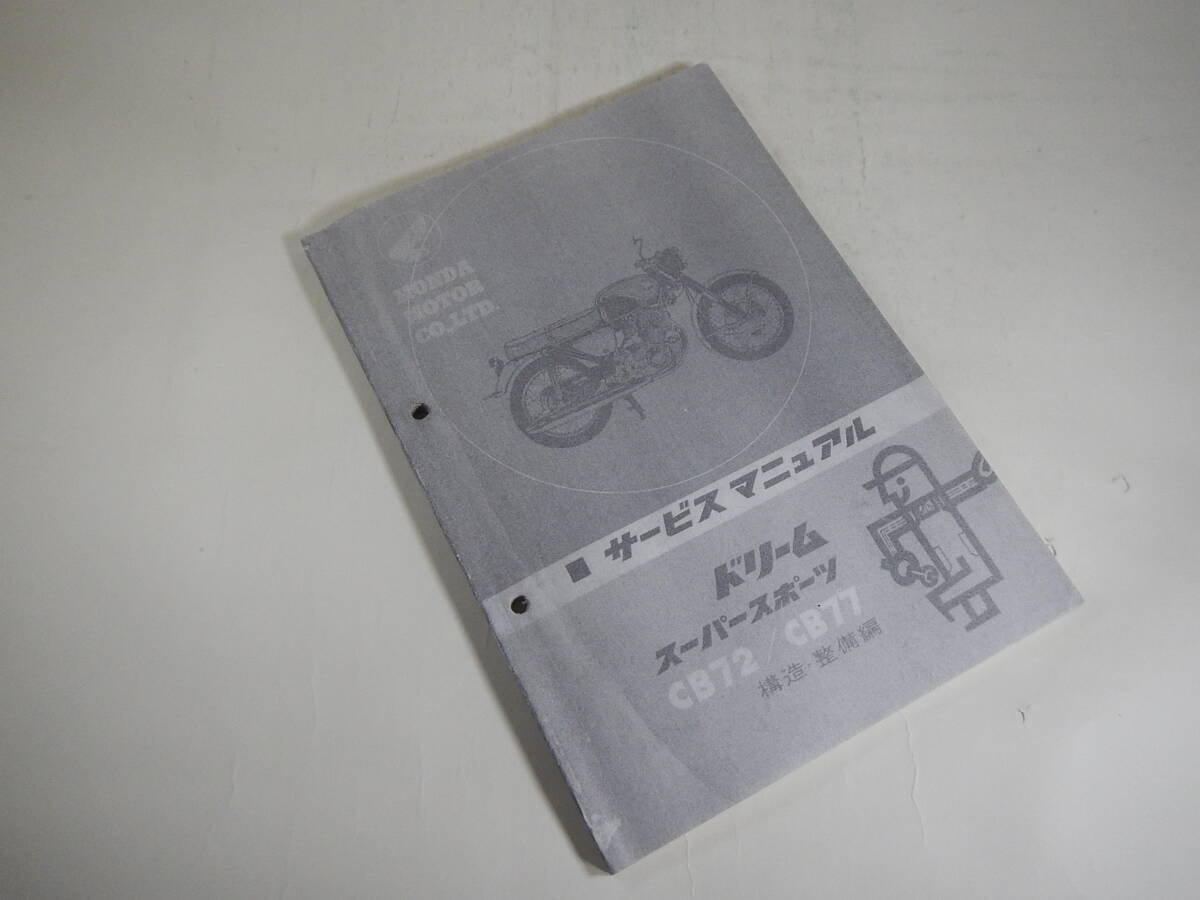 HONDA
MOTOR
CO.,LTD.
■ サービス マニュアル
ドリーム
スーパースポーツ
CB72／CB77
構造・整備編